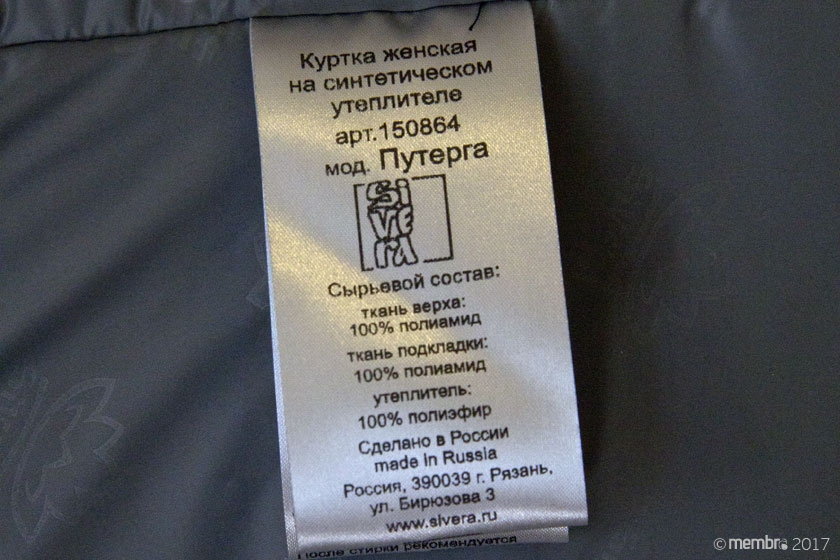 Куртка женская
на синтетическом
утеплителе
арт.150864
мод. Путерга
Si
VE
ra
Сырьевой состав:
ткань верха:
100% полиамид
ткань подкладки:
100% полиамид
утеплитель:
100% полиэфир
Сделано в России
made in Russia
Россия, 390039 г. Рязань,
ул. Бирюзова 3
www.sivera.ru
После стирки рекомендуется
© membra 2017